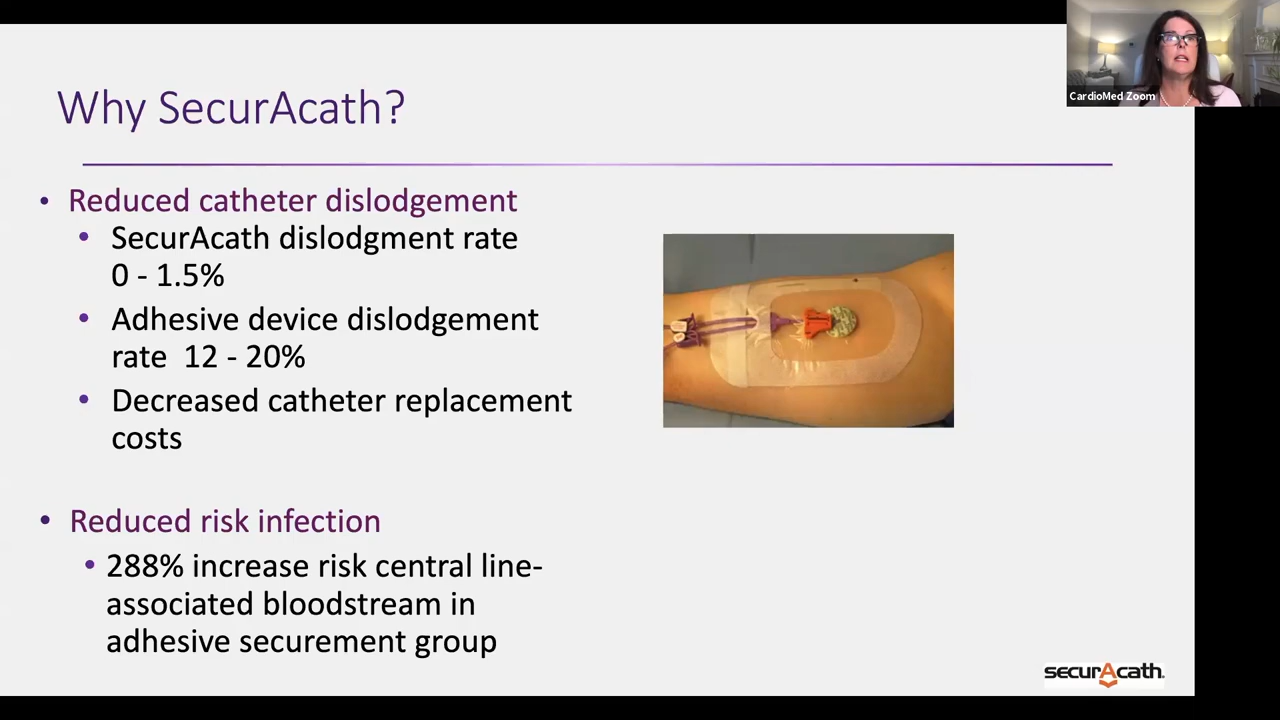 CardioMed Zoom
Why SecurAcath?
• Reduced catheter dislodgement
• SecurAcath dislodgment rate
0 - 1.5%
• Adhesive device dislodgement
rate 12 - 20%
• Decreased catheter replacement
costs
• Reduced risk infection
• 288% increase risk central line-
associated bloodstream in
adhesive securement group
securAcath.